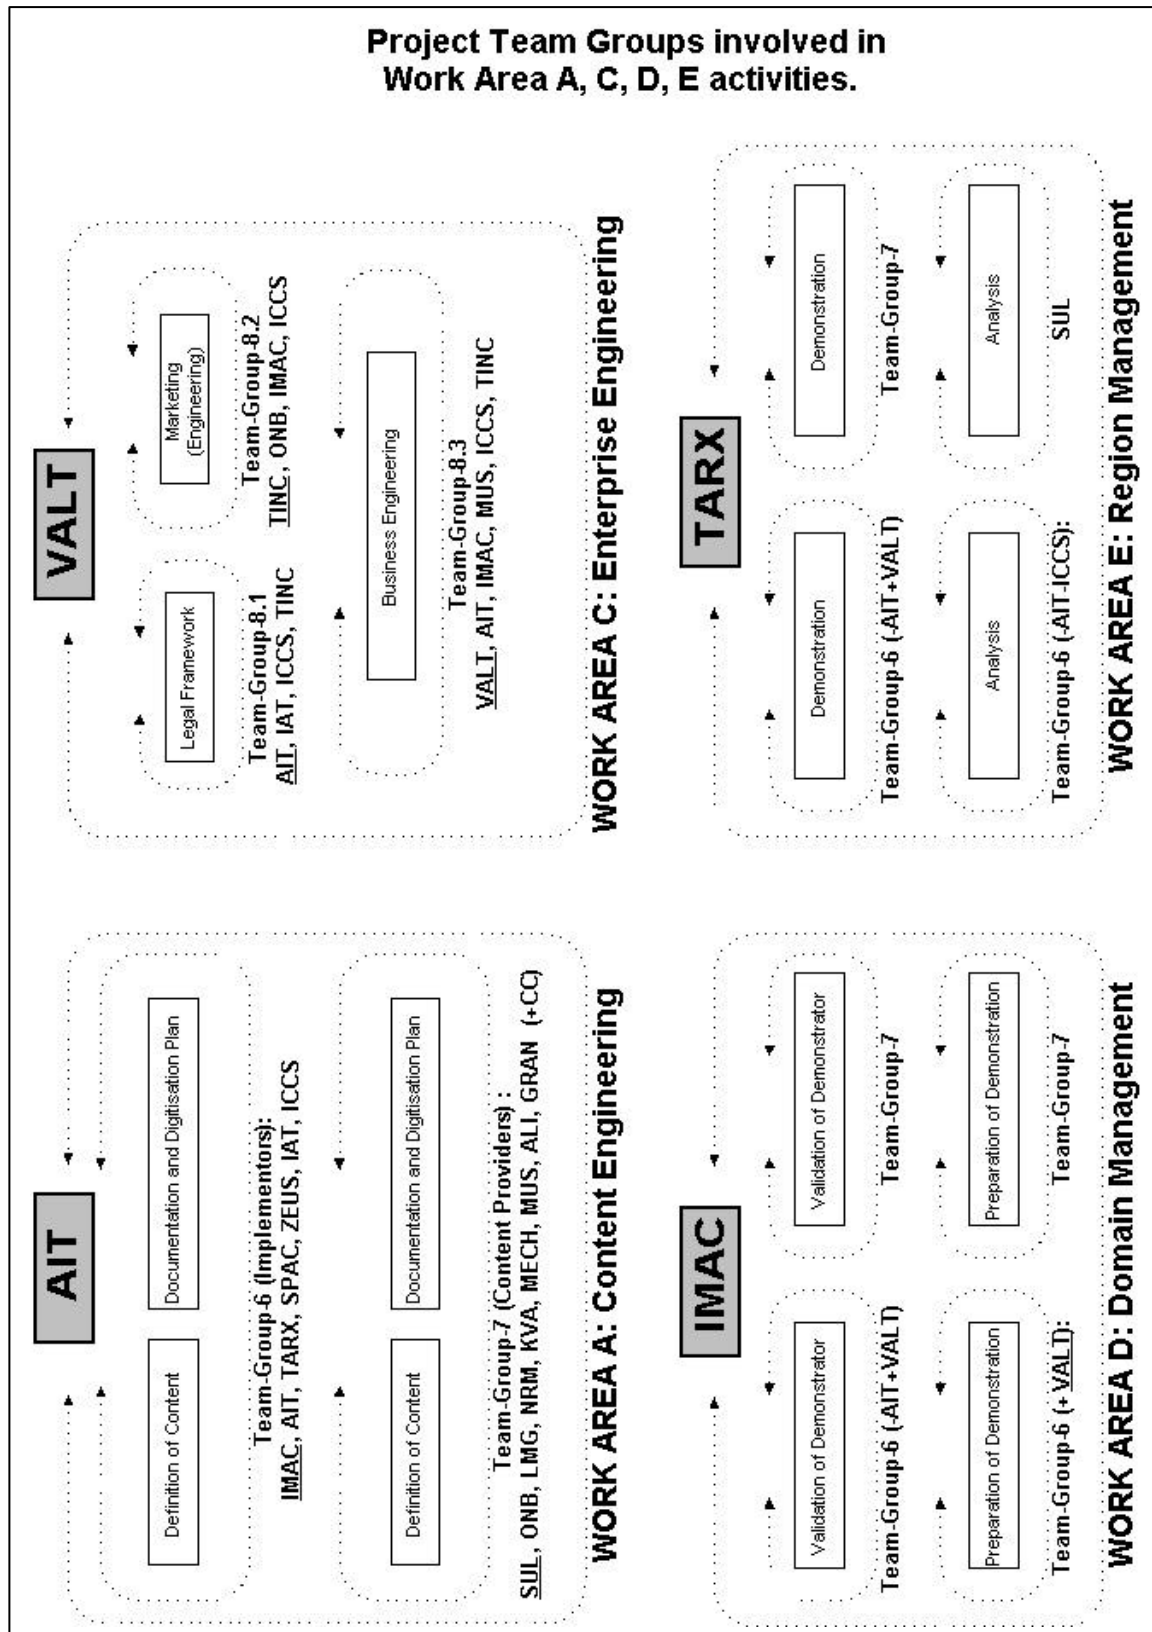 Project Team Groups involved in
Work Area A, C, D, E activities.
AIT
Definition of Content
Documentation and Digitisation Plan
Team-Group-6 (Implementors):
IMAC, AIT, TARX, SPAC, ZEUS, IAT, ICCS
Definition of Content
Documentation and Digitisation Plan
Team-Group-7 (Content Providers) :
SUL, ONB, LMG, NRM, KVA, MECH, MUS, ALI, GRAN (+CC)
WORK AREA A: Content Engineering
VALT
Legal Framework
Team-Group-8.1
AIT, IAT, ICCS, TINC
Marketing
(Engineering)
Team-Group-8.2
TINC, ONB, IMAC, ICCS
Business Engineering
Team-Group-8.3
VALT, AIT, IMAC, MUS, ICCS, TINC
WORK AREA C: Enterprise Engineering
IMAC
Validation of Demonstrator
Team-Group-6 (-AIT+VALT)
Validation of Demonstrator
Team-Group-7
Preparation of Demonstration
Team-Group-6 (+VALT):
Preparation of Demonstration
Team-Group-7
WORK AREA D: Domain Management
TARX
Demonstration
Team-Group-6 (-AIT+VALT)
Demonstration
Team-Group-7
Analysis
Team-Group-6 (-AIT-ICCS):
Analysis
SUL
WORK AREA E: Region Management